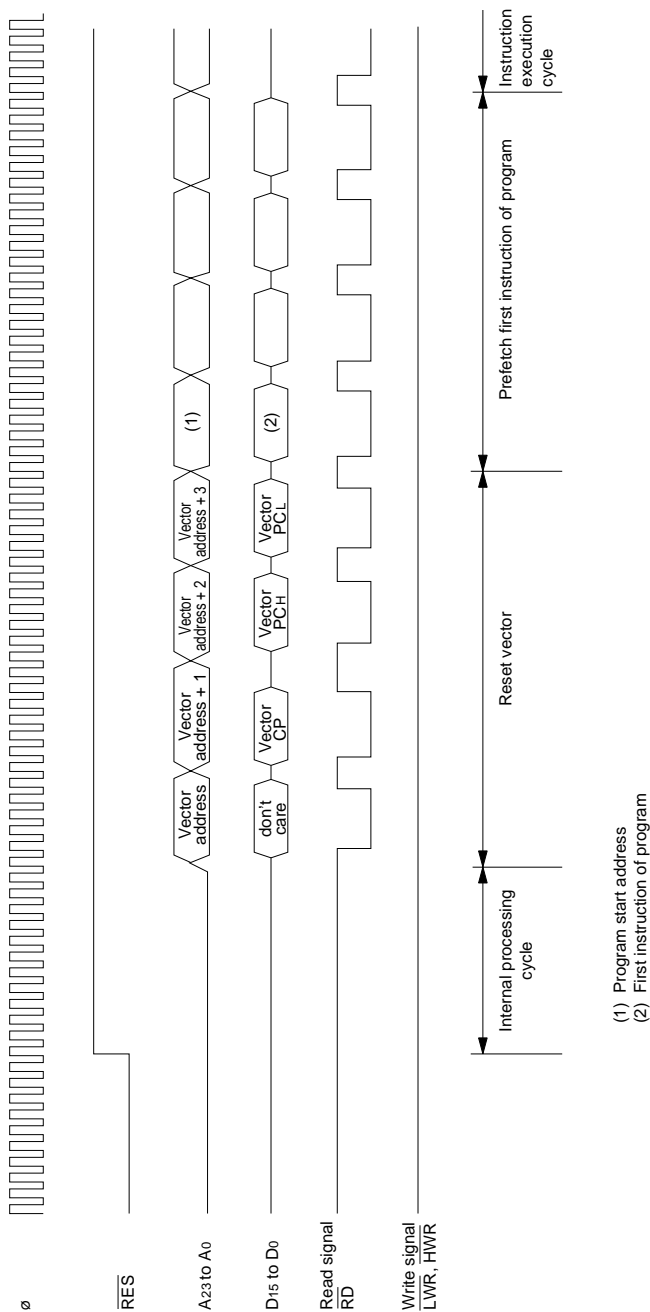 ø
RES
A23 to A0
Vector
address
Vector
address + 1
Vector
address + 2
Vector
address + 3
(1)
D15 to D0
don't
care
Vector
CP
Vector
PCH
Vector
PCL
(2)
Read signal
RD
Write signal
LWR, HWR
Internal processing
cycle
Reset vector
Prefetch first instruction of program
Instruction
execution
cycle
(1) Program start address
(2) First instruction of program